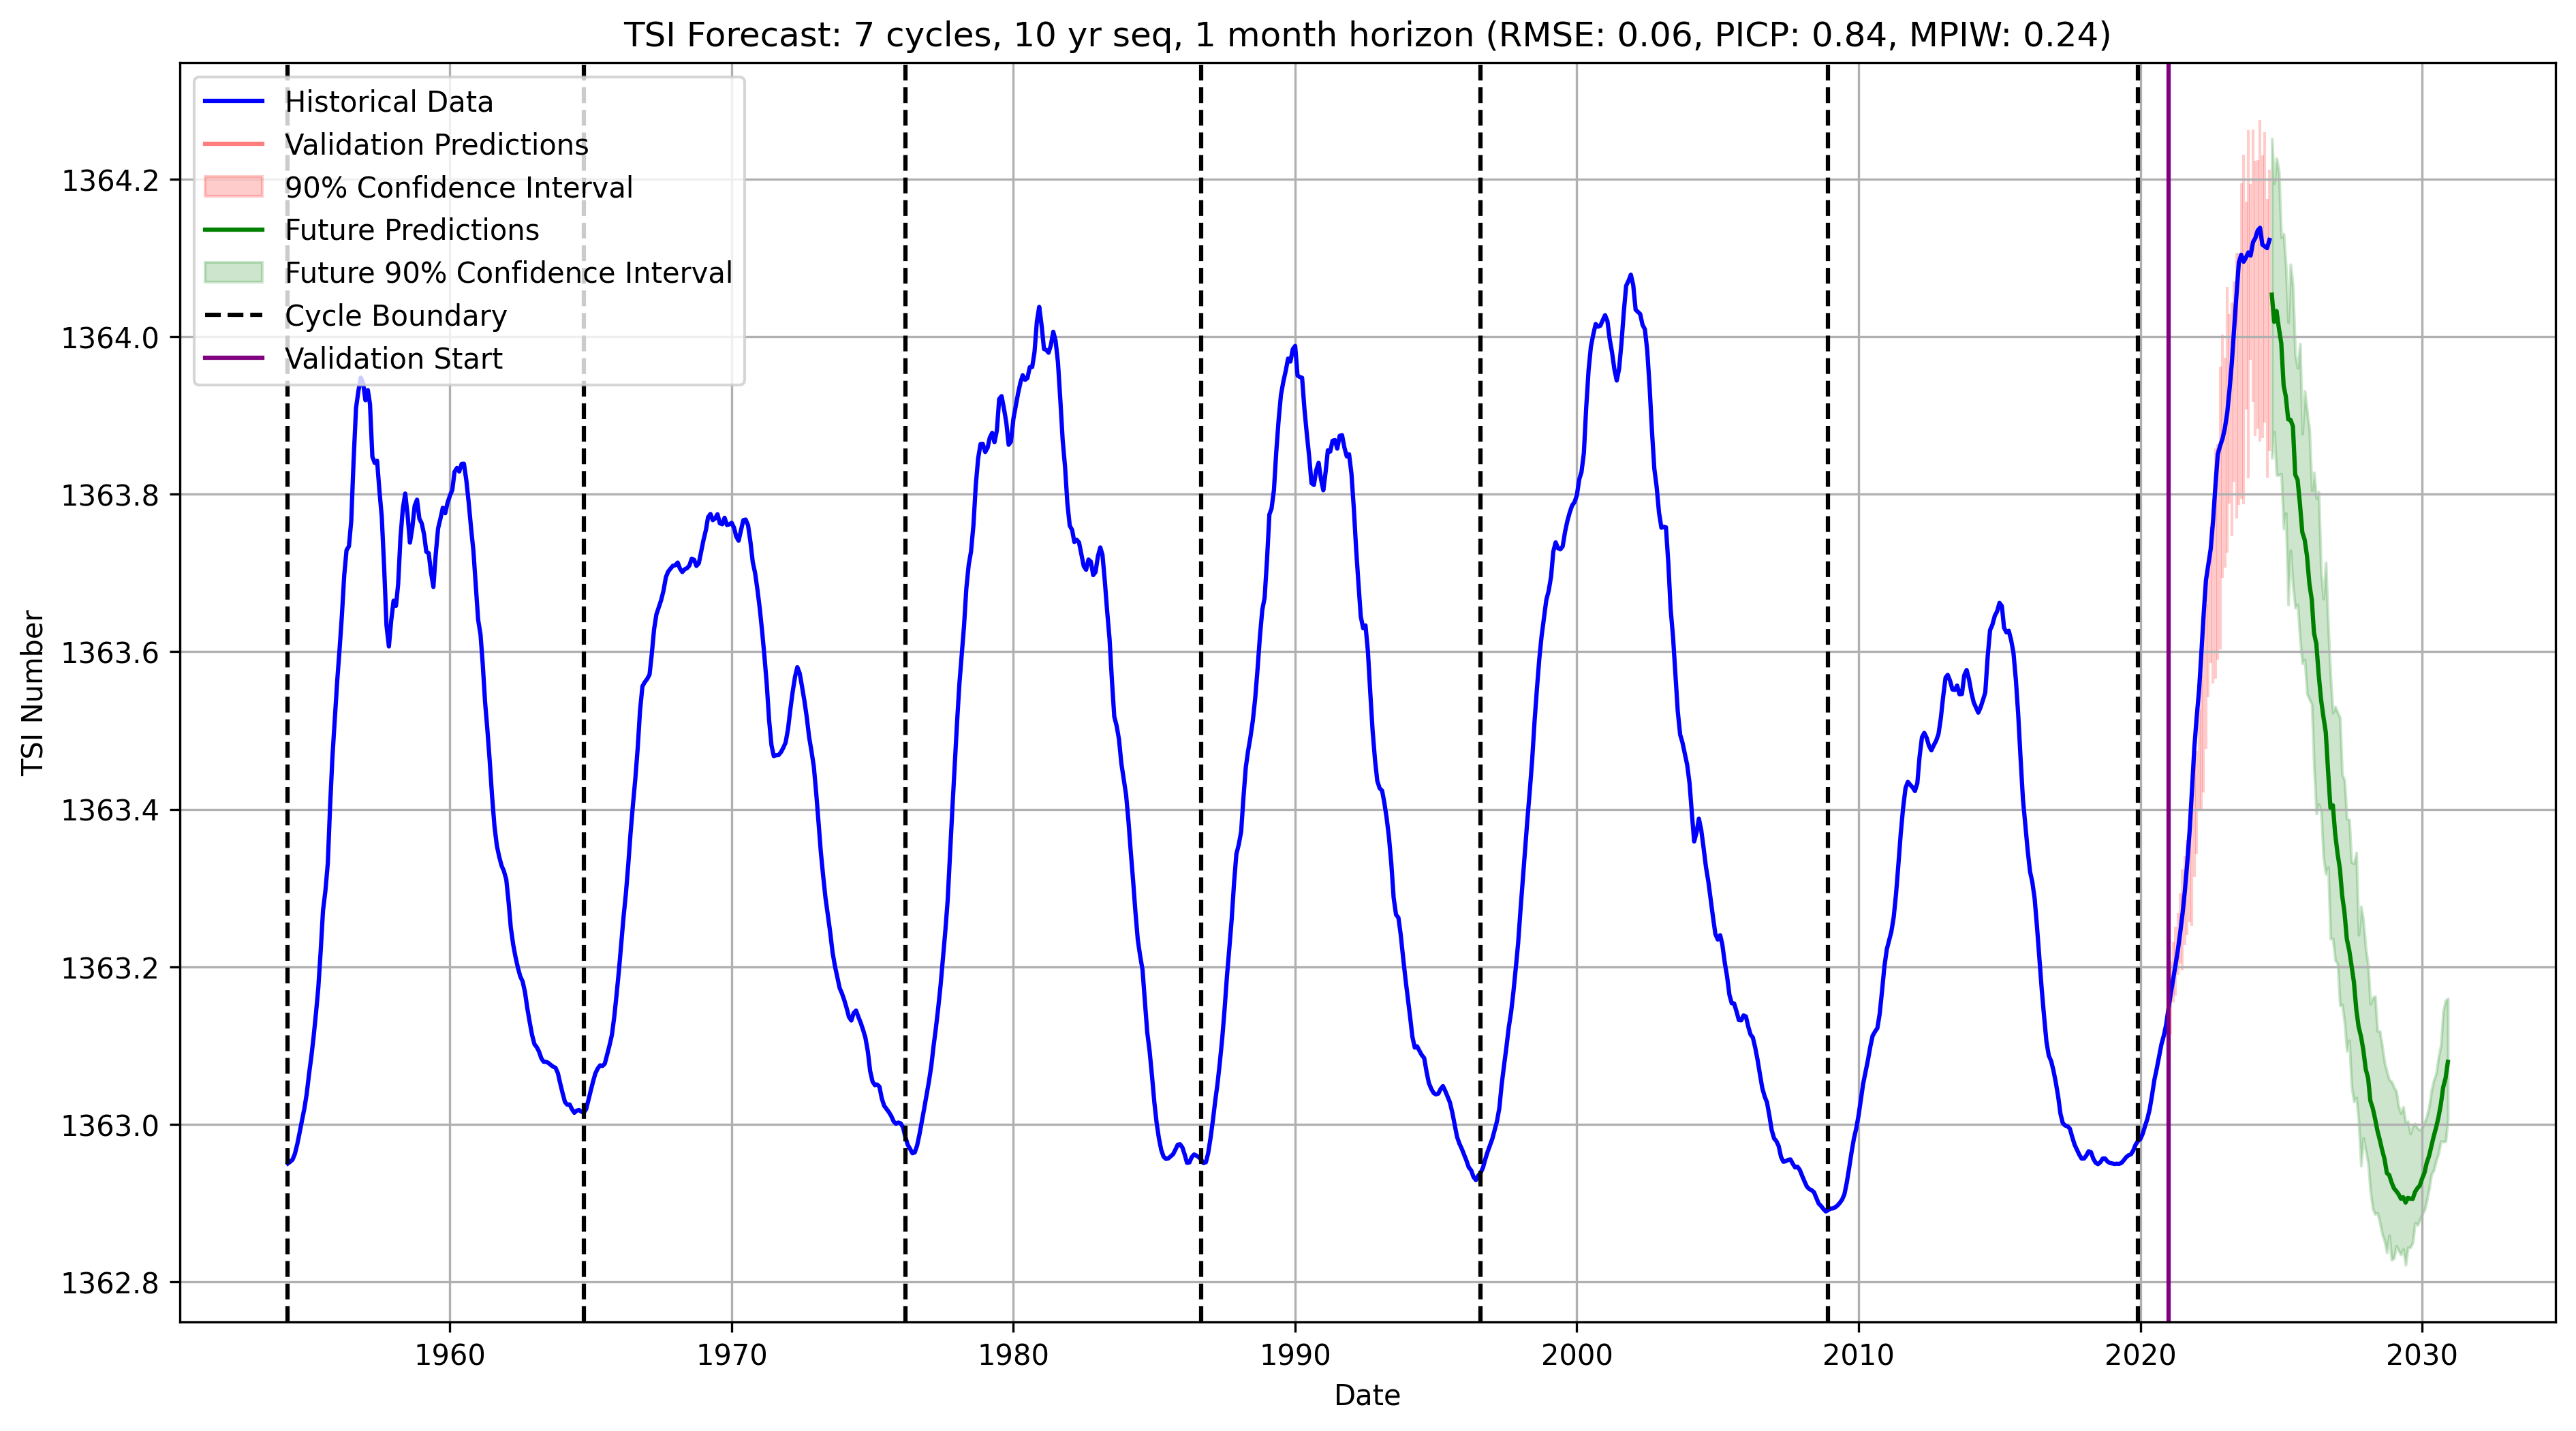 TSI Forecast: 7 cycles, 10 yr seq, 1 month horizon (RMSE: 0.06, PICP: 0.84, MPIW: 0.24)
Historical Data
Validation Predictions
90% Confidence Interval
Future Predictions
Future 90% Confidence Interval
Cycle Boundary
Validation Start
TSI Number
1364.2
1364.0
1363.8
1363.6
1363.4
1363.2
1363.0
1362.8
1960
1970
1980
1990
2000
2010
2020
2030
Date